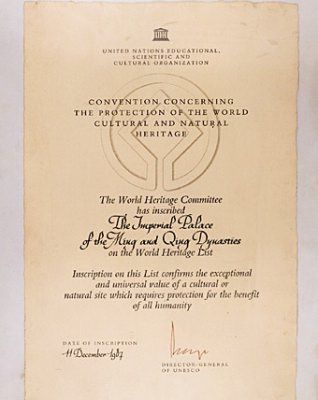 UNITED NATIONS EDUCATIONAL,
SCIENTIFIC AND
CULTURAL ORGANIZATION
CONVENTION CONCERNING
THE PROTECTION OF THE WORLD
CULTURAL AND NATURAL
HERITAGE
The World Heritage Committee
has inscribed
The Imperial Palace
of the Ming and Qing Dynasties
on the World Heritage List
Inscription on this List confirms the exceptional
and universal value of a cultural or
natural site which requires protection for the benefit
of all humanity
DATE OF INSCRIPTION
11 December 1987
DIRECTOR-GENERAL
OF UNESCO